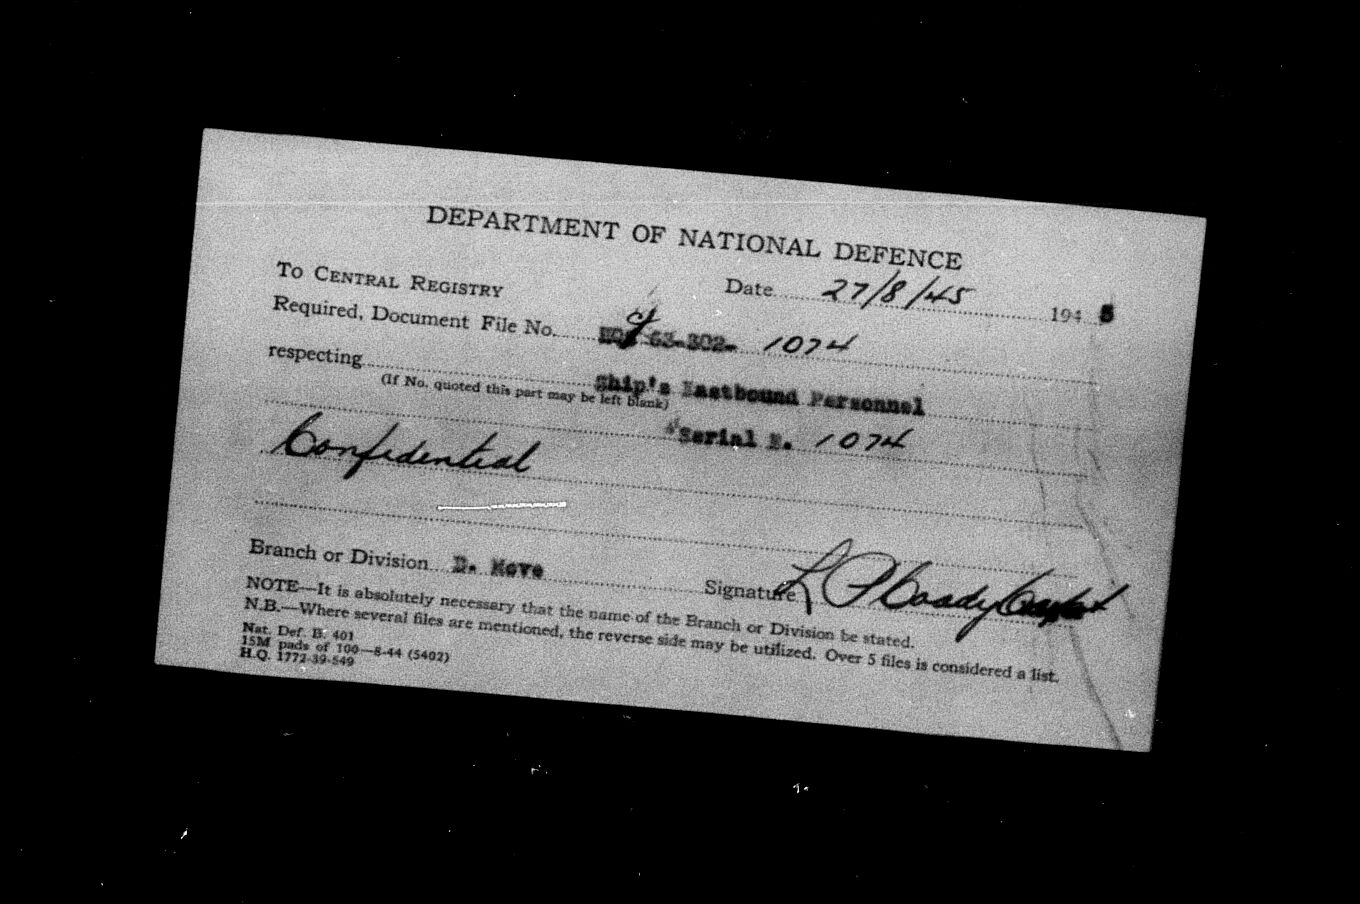 DEPARTMENT OF NATIONAL DEFENCE
To CENTRAL REGISTRY Date 27/8/45 194 5
Required, Document File No. HQ 63-302- 1074
respecting Ship's Eastbound Personnel
(If No. quoted this part may be left blank)
Serial E. 1074
Confidential
Branch or Division D. Move Signature L P
NOTE—It is absolutely necessary that the name of the Branch or Division be stated.
N.B.—Where several files are mentioned, the reverse side may be utilized. Over 5 files is considered a list.
Nat. Def. B. 401
15M pads of 100—8-44 (5402)
H.Q. 1772-39-549